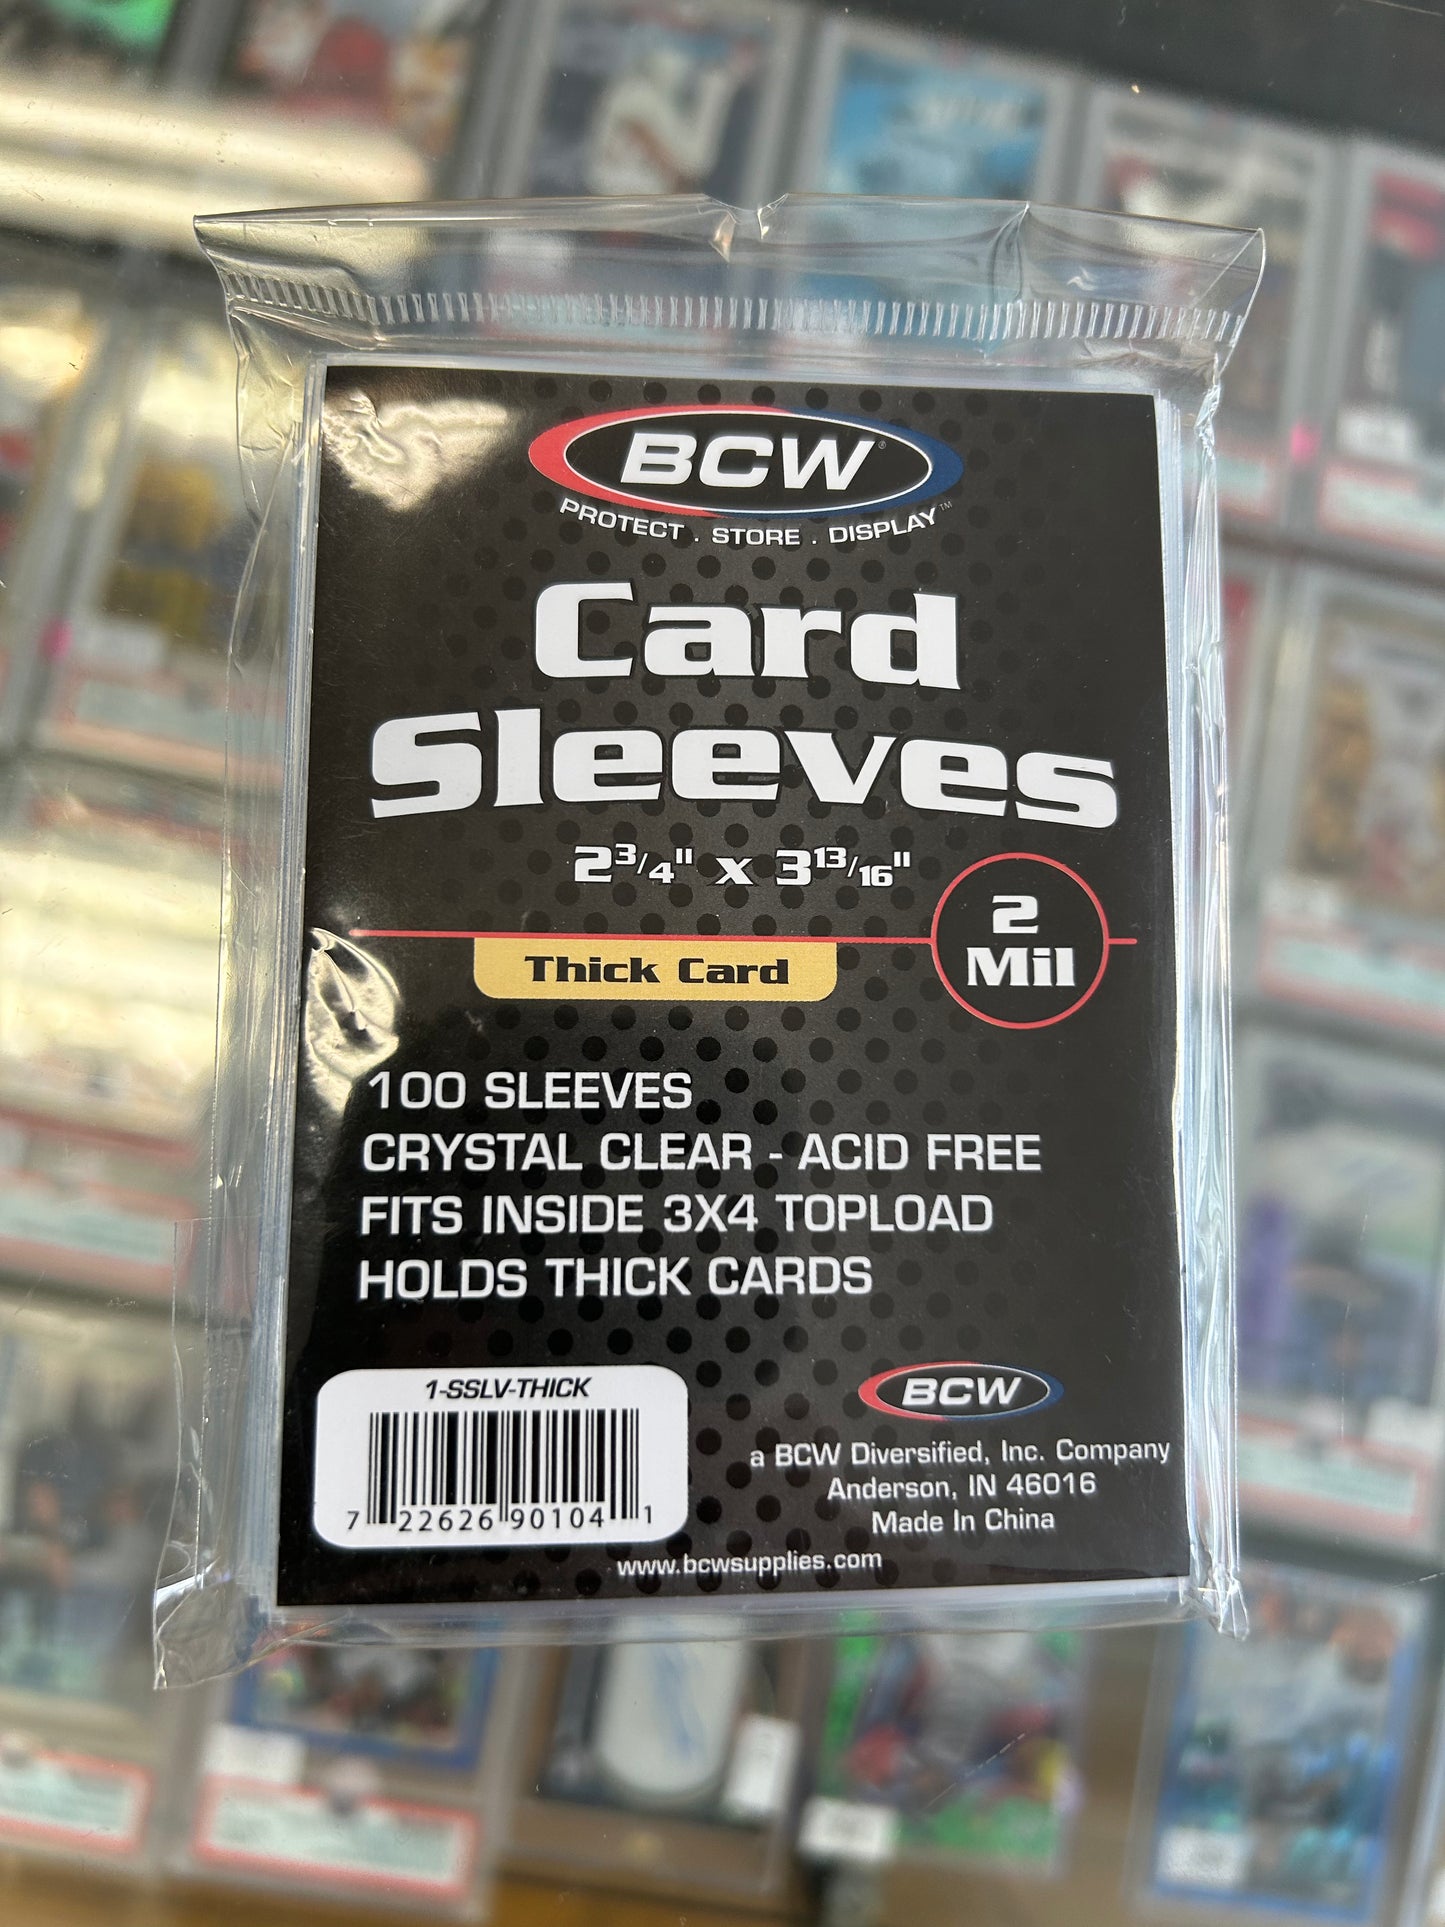 BCW®
PROTECT . STORE . DISPLAY™
Card
Sleeves
2 3/4" x 3 13/16"
2
Mil
Thick Card
100 SLEEVES
CRYSTAL CLEAR - ACID FREE
FITS INSIDE 3X4 TOPLOAD
HOLDS THICK CARDS
1-SSLV-THICK
7 22626 90104 1
BCW
a BCW Diversified, Inc. Company
Anderson, IN 46016
Made In China
www.bcwsupplies.com